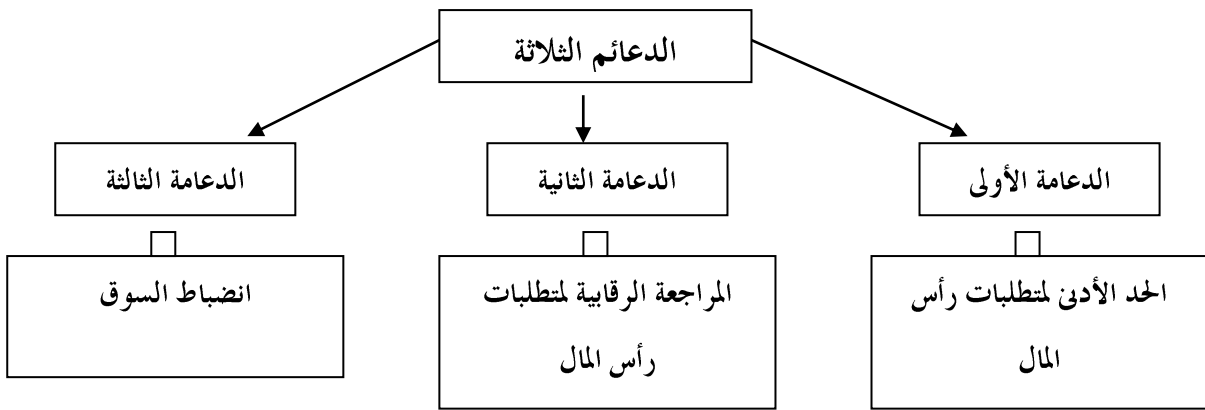 الدعائم الثلاثة
الدعامة الأولى
الدعامة الثانية
الدعامة الثالثة
الحد الأدنى لمتطلبات رأس
المال
المراجعة الرقابية لمتطلبات
رأس المال
انضباط السوق